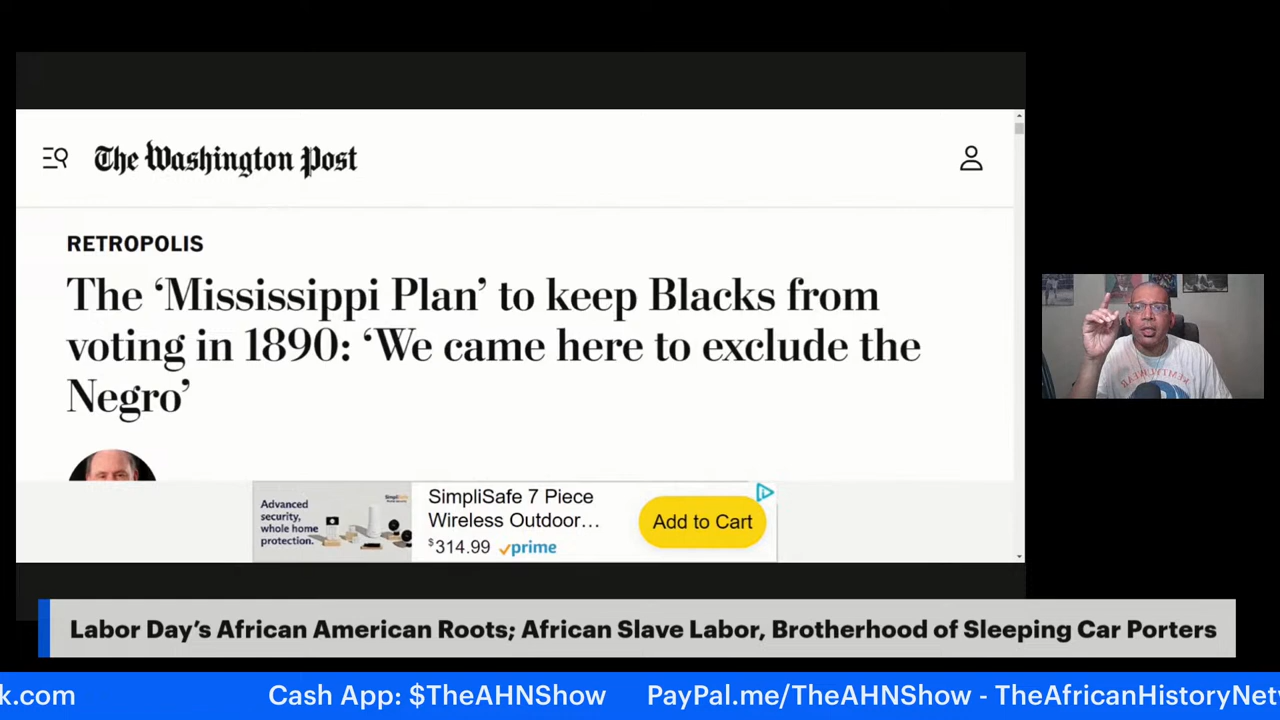 The Washington Post
RETROPOLIS
The ‘Mississippi Plan’ to keep Blacks from
voting in 1890: ‘We came here to exclude the
Negro’
Advanced
security,
whole home
protection.
SimpliSafe
SimpliSafe 7 Piece
Wireless Outdoor...
$314.99 prime
Add to Cart
Labor Day’s African American Roots; African Slave Labor, Brotherhood of Sleeping Car Porters
k.com Cash App: $TheAHNShow PayPal.me/TheAHNShow - TheAfricanHistoryNetw